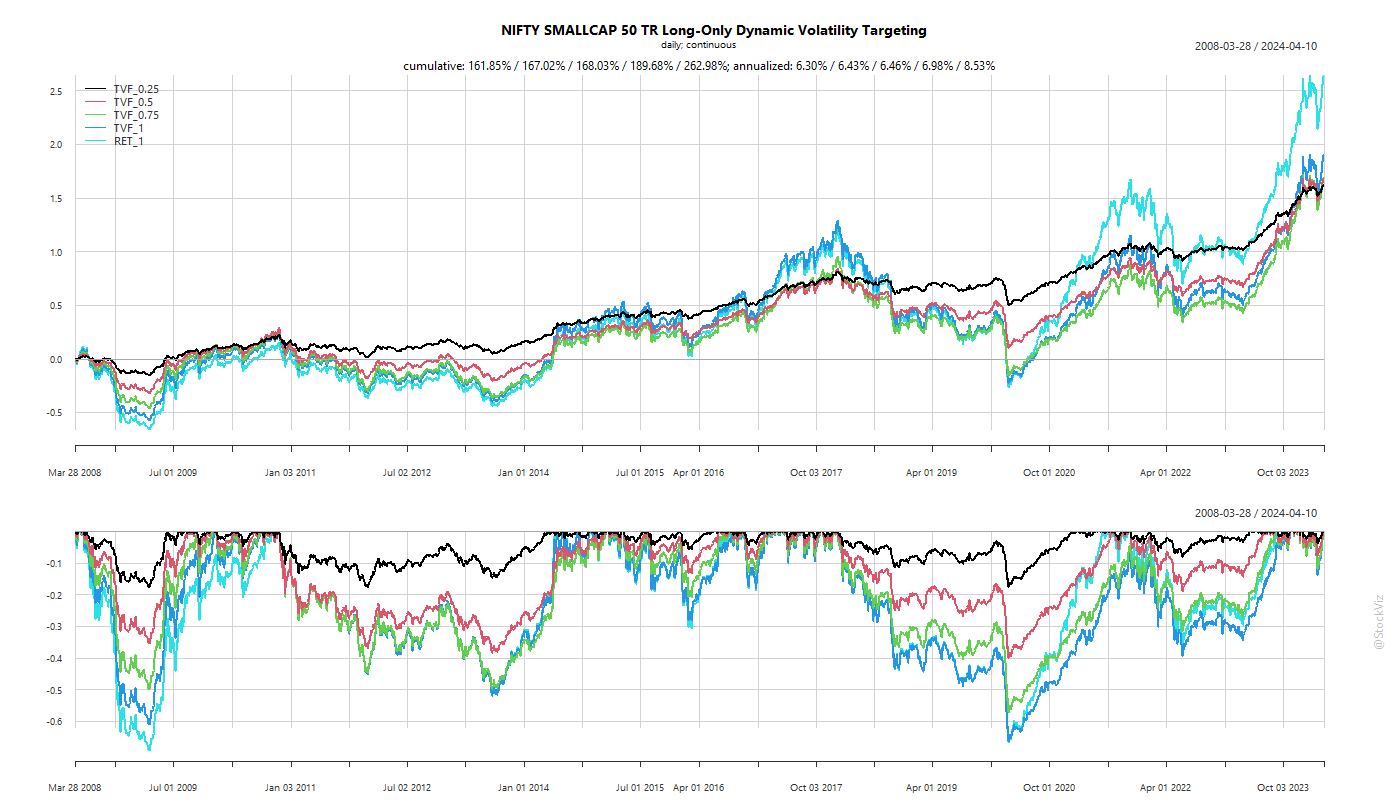 NIFTY SMALLCAP 50 TR Long-Only Dynamic Volatility Targeting
daily; continuous
2008-03-28 / 2024-04-10
cumulative: 161.85% / 167.02% / 168.03% / 189.68% / 262.98%; annualized: 6.30% / 6.43% / 6.46% / 6.98% / 8.53%
TVF_0.25
TVF_0.5
TVF_0.75
TVF_1
RET_1
2.5
2.0
1.5
1.0
0.5
0.0
-0.5
Mar 28 2008 Jul 01 2009 Jan 03 2011 Jul 02 2012 Jan 01 2014 Jul 01 2015 Apr 01 2016 Oct 03 2017 Apr 01 2019 Oct 01 2020 Apr 01 2022 Oct 03 2023
2008-03-28 / 2024-04-10
-0.1
-0.2
-0.3
-0.4
-0.5
-0.6
Mar 28 2008 Jul 01 2009 Jan 03 2011 Jul 02 2012 Jan 01 2014 Jul 01 2015 Apr 01 2016 Oct 03 2017 Apr 01 2019 Oct 01 2020 Apr 01 2022 Oct 03 2023
@StockViz